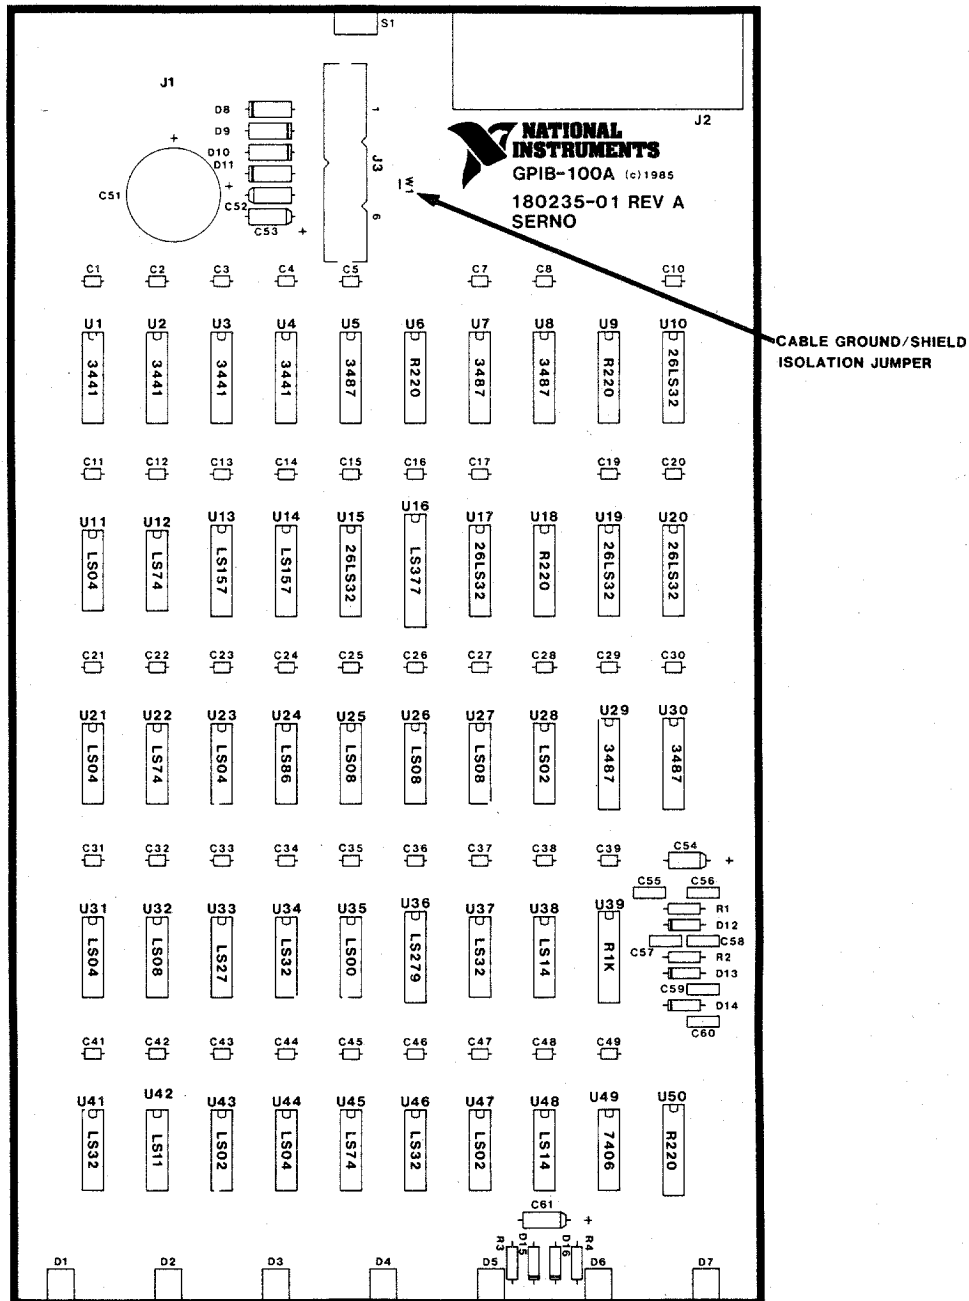 S1
J1
J2
D8
D9
D10
D11
C51
C52
C53
+
+
+
1
J3
6
W1
NATIONAL
INSTRUMENTS
GPIB-100A (c)1985
180235-01 REV A
SERNO
CABLE GROUND/SHIELD
ISOLATION JUMPER
C1 C2 C3 C4 C5 C7 C8 C10
U1 U2 U3 U4 U5 U6 U7 U8 U9 U10
3441 3441 3441 3441 3487 R220 3487 3487 R220 26LS32
C11 C12 C13 C14 C15 C16 C17 C19 C20
U11 U12 U13 U14 U15 U16 U17 U18 U19 U20
LS04 LS74 LS157 LS157 26LS32 LS377 26LS32 R220 26LS32 26LS32
C21 C22 C23 C24 C25 C26 C27 C28 C29 C30
U21 U22 U23 U24 U25 U26 U27 U28 U29 U30
LS04 LS74 LS04 LS86 LS08 LS08 LS08 LS02 3487 3487
C31 C32 C33 C34 C35 C36 C37 C38 C39 C54 +
C55 C56
R1
D12
C57 C58
R2
D13
C59
D14
C60
U31 U32 U33 U34 U35 U36 U37 U38 U39
LS04 LS08 LS27 LS32 LS00 LS279 LS32 LS14 R1K
C41 C42 C43 C44 C45 C46 C47 C48 C49
U41 U42 U43 U44 U45 U46 U47 U48 U49 U50
LS32 LS11 LS02 LS04 LS74 LS32 LS02 LS14 7406 R220
C61 +
R3 D15 D16 R4
D1 D2 D3 D4 D5 D6 D7